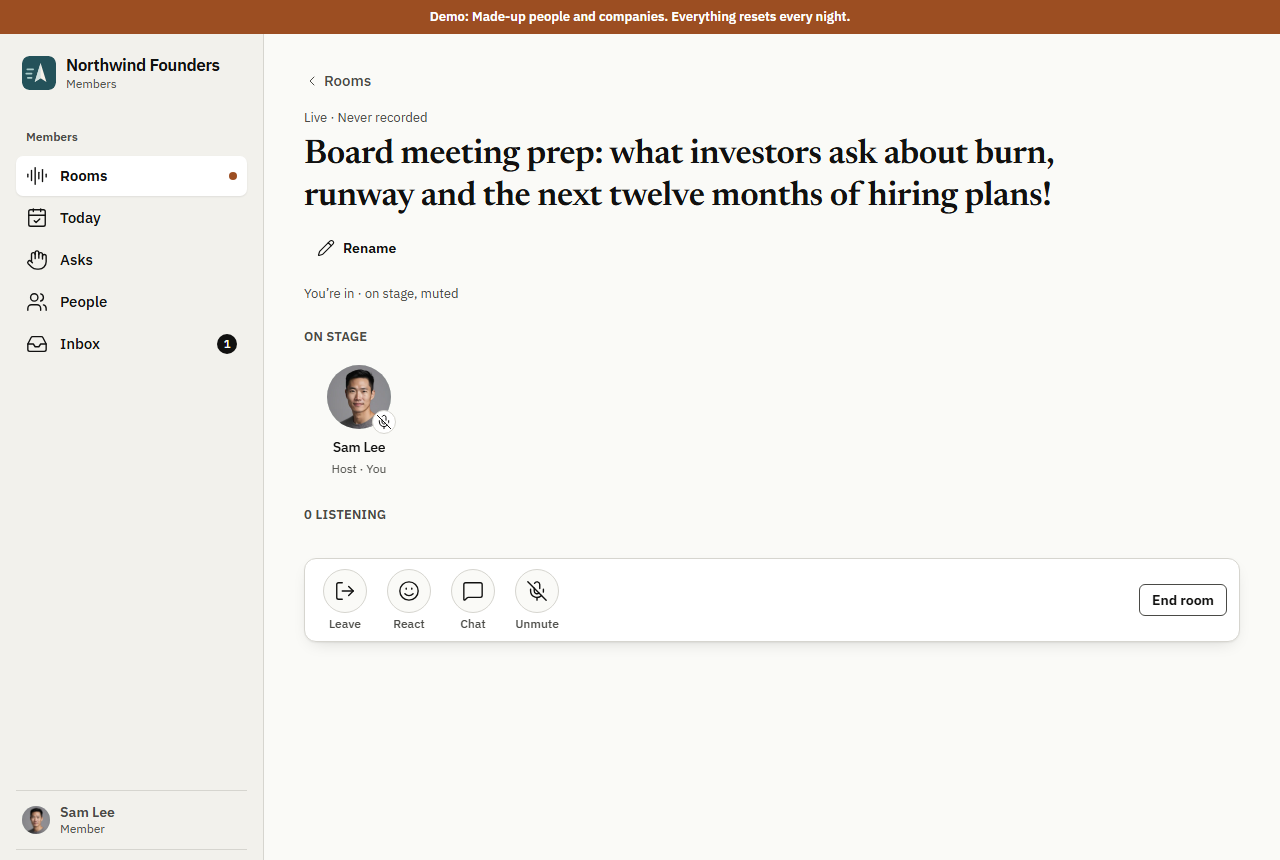 Demo: Made-up people and companies. Everything resets every night.
Northwind Founders
Members
Members
Rooms
Today
Asks
People
Inbox
1
Sam Lee
Member
Rooms
Live · Never recorded
Board meeting prep: what investors ask about burn,
runway and the next twelve months of hiring plans!
Rename
You’re in · on stage, muted
ON STAGE
Sam Lee
Host · You
0 LISTENING
Leave
React
Chat
Unmute
End room